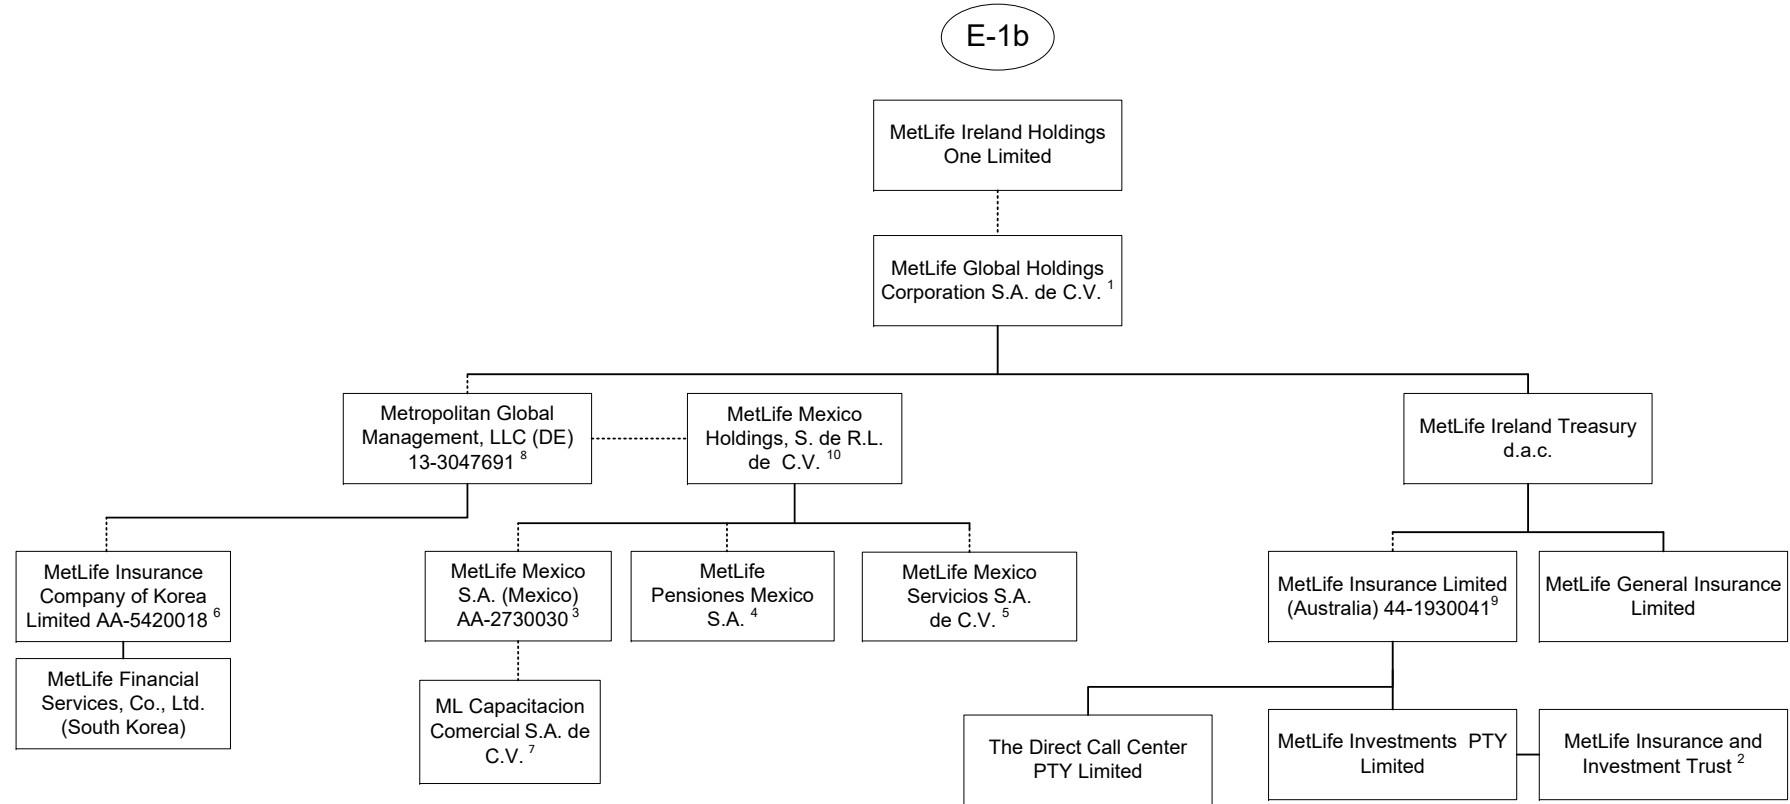 E-1b
MetLife Ireland Holdings
One Limited
MetLife Global Holdings
Corporation S.A. de C.V. 1
Metropolitan Global
Management, LLC (DE)
13-3047691 8
MetLife Mexico
Holdings, S. de R.L.
de C.V. 10
MetLife Ireland Treasury
d.a.c.
MetLife Insurance
Company of Korea
Limited AA-5420018 6
MetLife Mexico
S.A. (Mexico)
AA-2730030 3
MetLife
Pensiones Mexico
S.A. 4
MetLife Mexico
Servicios S.A.
de C.V. 5
MetLife Insurance Limited
(Australia) 44-1930041 9
MetLife General Insurance
Limited
MetLife Financial
Services, Co., Ltd.
(South Korea)
ML Capacitacion
Comercial S.A. de
C.V. 7
The Direct Call Center
PTY Limited
MetLife Investments PTY
Limited
MetLife Insurance and
Investment Trust 2